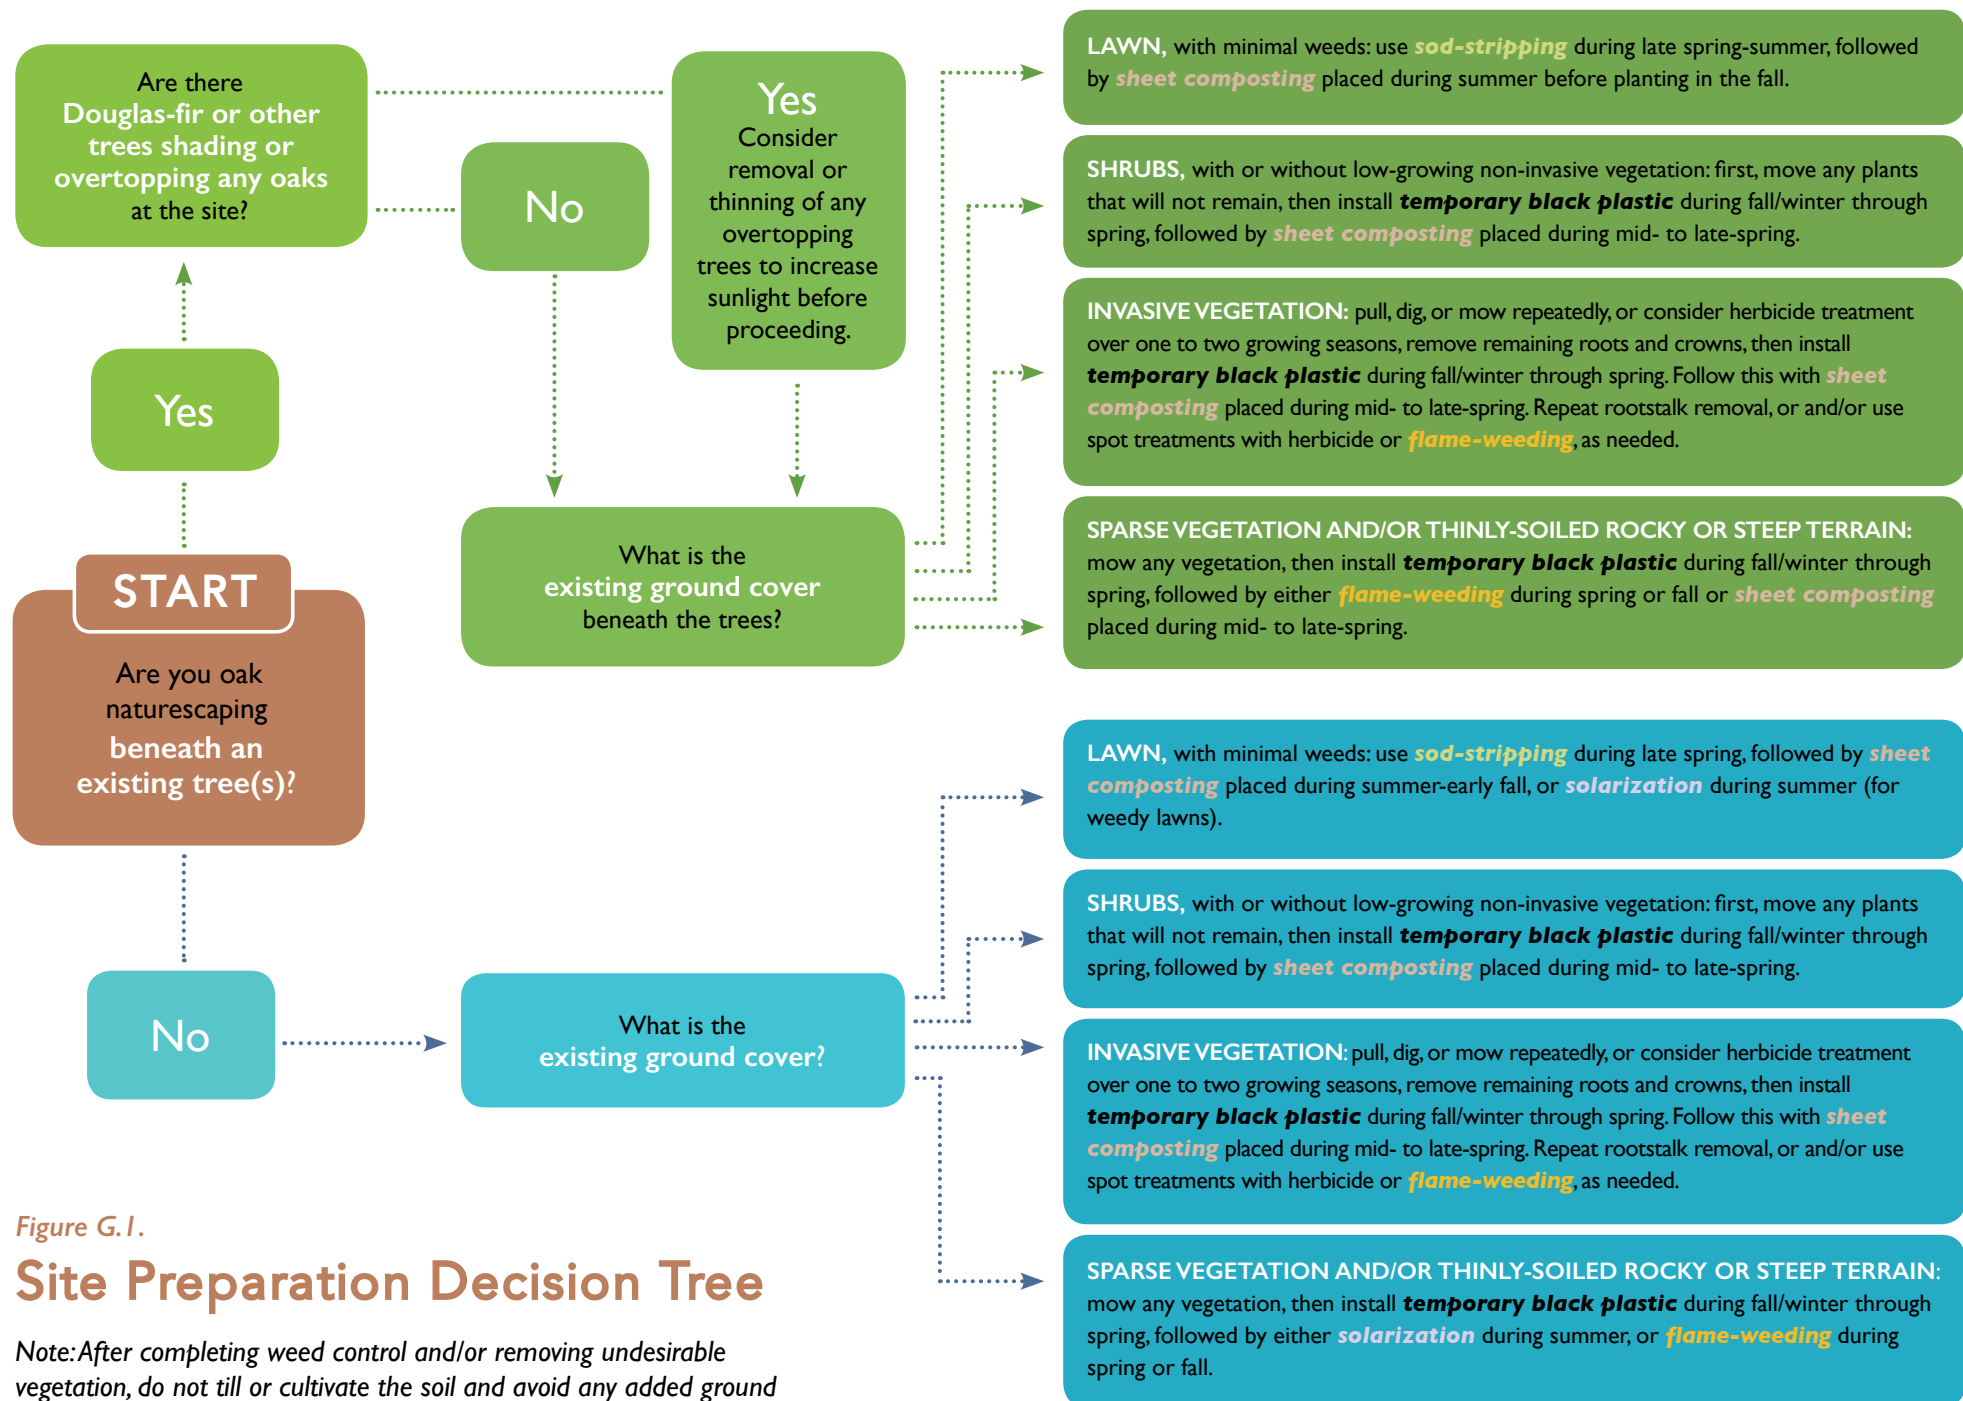 Are there
Douglas-fir or other
trees shading or
overtopping any oaks
at the site?
Yes
Consider
removal or
thinning of any
overtopping
trees to increase
sunlight before
proceeding.
No
Yes
START
Are you oak
naturescaping
beneath an
existing tree(s)?
What is the
existing ground cover
beneath the trees?
LAWN, with minimal weeds: use sod-stripping during late spring-summer, followed
by sheet composting placed during summer before planting in the fall.
SHRUBS, with or without low-growing non-invasive vegetation: first, move any plants
that will not remain, then install temporary black plastic during fall/winter through
spring, followed by sheet composting placed during mid- to late-spring.
INVASIVE VEGETATION: pull, dig, or mow repeatedly, or consider herbicide treatment
over one to two growing seasons, remove remaining roots and crowns, then install
temporary black plastic during fall/winter through spring. Follow this with sheet
composting placed during mid- to late-spring. Repeat rootstalk removal, or and/or use
spot treatments with herbicide or flame-weeding, as needed.
SPARSE VEGETATION AND/OR THINLY-SOILED ROCKY OR STEEP TERRAIN:
mow any vegetation, then install temporary black plastic during fall/winter through
spring, followed by either flame-weeding during spring or fall or sheet composting
placed during mid- to late-spring.
No
What is the
existing ground cover?
LAWN, with minimal weeds: use sod-stripping during late spring, followed by sheet
composting placed during summer-early fall, or solarization during summer (for
weedy lawns).
SHRUBS, with or without low-growing non-invasive vegetation: first, move any plants
that will not remain, then install temporary black plastic during fall/winter through
spring, followed by sheet composting placed during mid- to late-spring.
INVASIVE VEGETATION: pull, dig, or mow repeatedly, or consider herbicide treatment
over one to two growing seasons, remove remaining roots and crowns, then install
temporary black plastic during fall/winter through spring. Follow this with sheet
composting placed during mid- to late-spring. Repeat rootstalk removal, or and/or use
spot treatments with herbicide or flame-weeding, as needed.
SPARSE VEGETATION AND/OR THINLY-SOILED ROCKY OR STEEP TERRAIN:
mow any vegetation, then install temporary black plastic during fall/winter through
spring, followed by either solarization during summer, or flame-weeding during
spring or fall.
Figure G.1.
Site Preparation Decision Tree
Note: After completing weed control and/or removing undesirable
vegetation, do not till or cultivate the soil and avoid any added ground